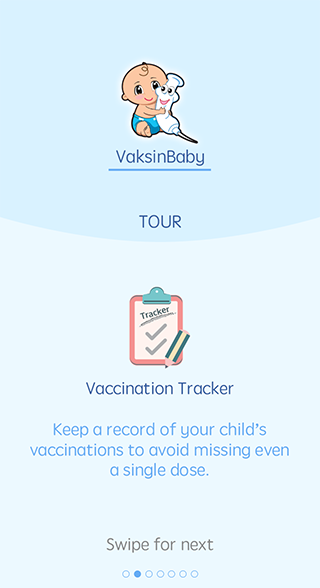 VaksinBaby
TOUR
Tracker
Vaccination Tracker
Keep a record of your child's
vaccinations to avoid missing even
a single dose.
Swipe for next